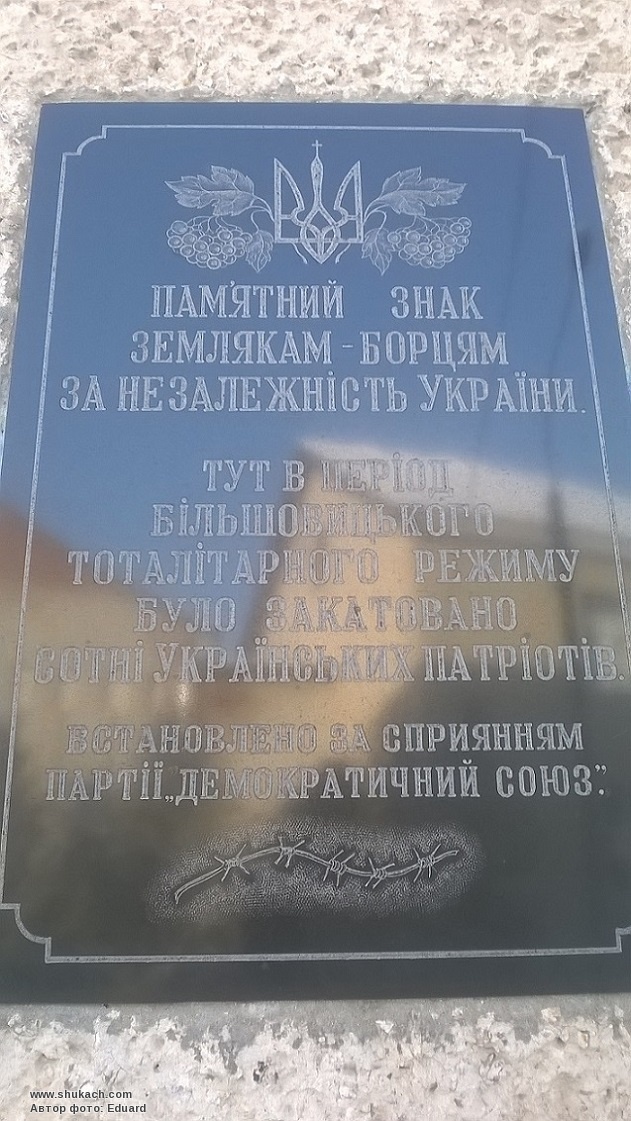 ПАМ'ЯТНИЙ ЗНАК
ЗЕМЛЯКАМ - БОРЦЯМ
ЗА НЕЗАЛЕЖНІСТЬ УКРАЇНИ.
ТУТ В ПЕРІОД
БІЛЬШОВИЦЬКОГО
ТОТАЛІТАРНОГО РЕЖИМУ
БУЛО ЗАКАТОВАНО
СОТНІ УКРАЇНСЬКИХ ПАТРІОТІВ.
ВСТАНОВЛЕНО ЗА СПРИЯННЯМ
ПАРТІЇ „ДЕМОКРАТИЧНИЙ СОЮЗ”.
www.shukach.com
Автор фото: Eduard